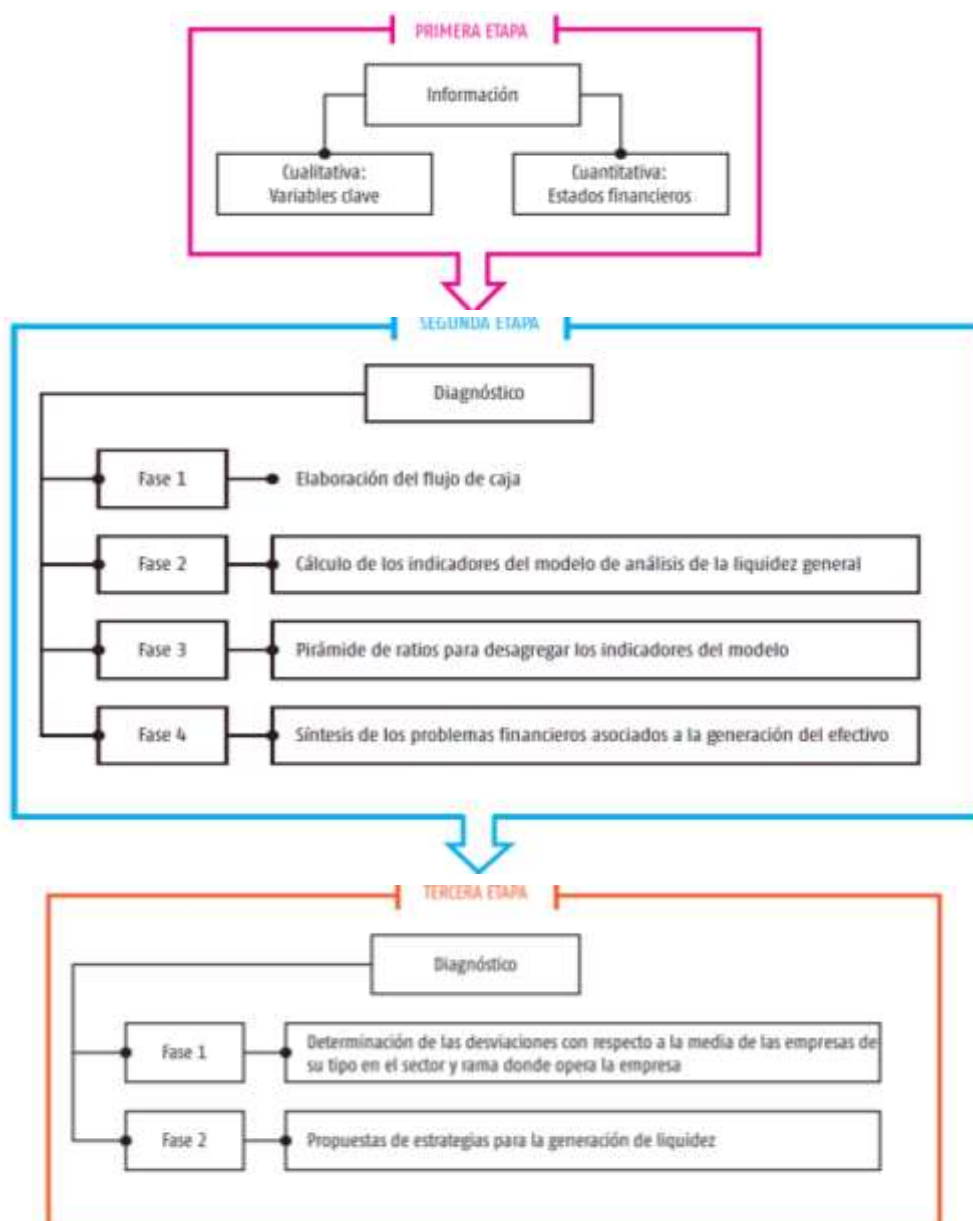 PRIMERA ETAPA
Información
Cualitativa:
Variables clave
Cuantitativa:
Estados financieros
SEGUNDA ETAPA
Diagnóstico
Fase 1
Elaboración del flujo de caja
Fase 2
Cálculo de los indicadores del modelo de análisis de la liquidez general
Fase 3
Pirámide de ratios para desagregar los indicadores del modelo
Fase 4
Síntesis de los problemas financieros asociados a la generación del efectivo
TERCERA ETAPA
Diagnóstico
Fase 1
Determinación de las desviaciones con respecto a la media de las empresas de
su tipo en el sector y rama donde opera la empresa
Fase 2
Propuestas de estrategias para la generación de liquidez